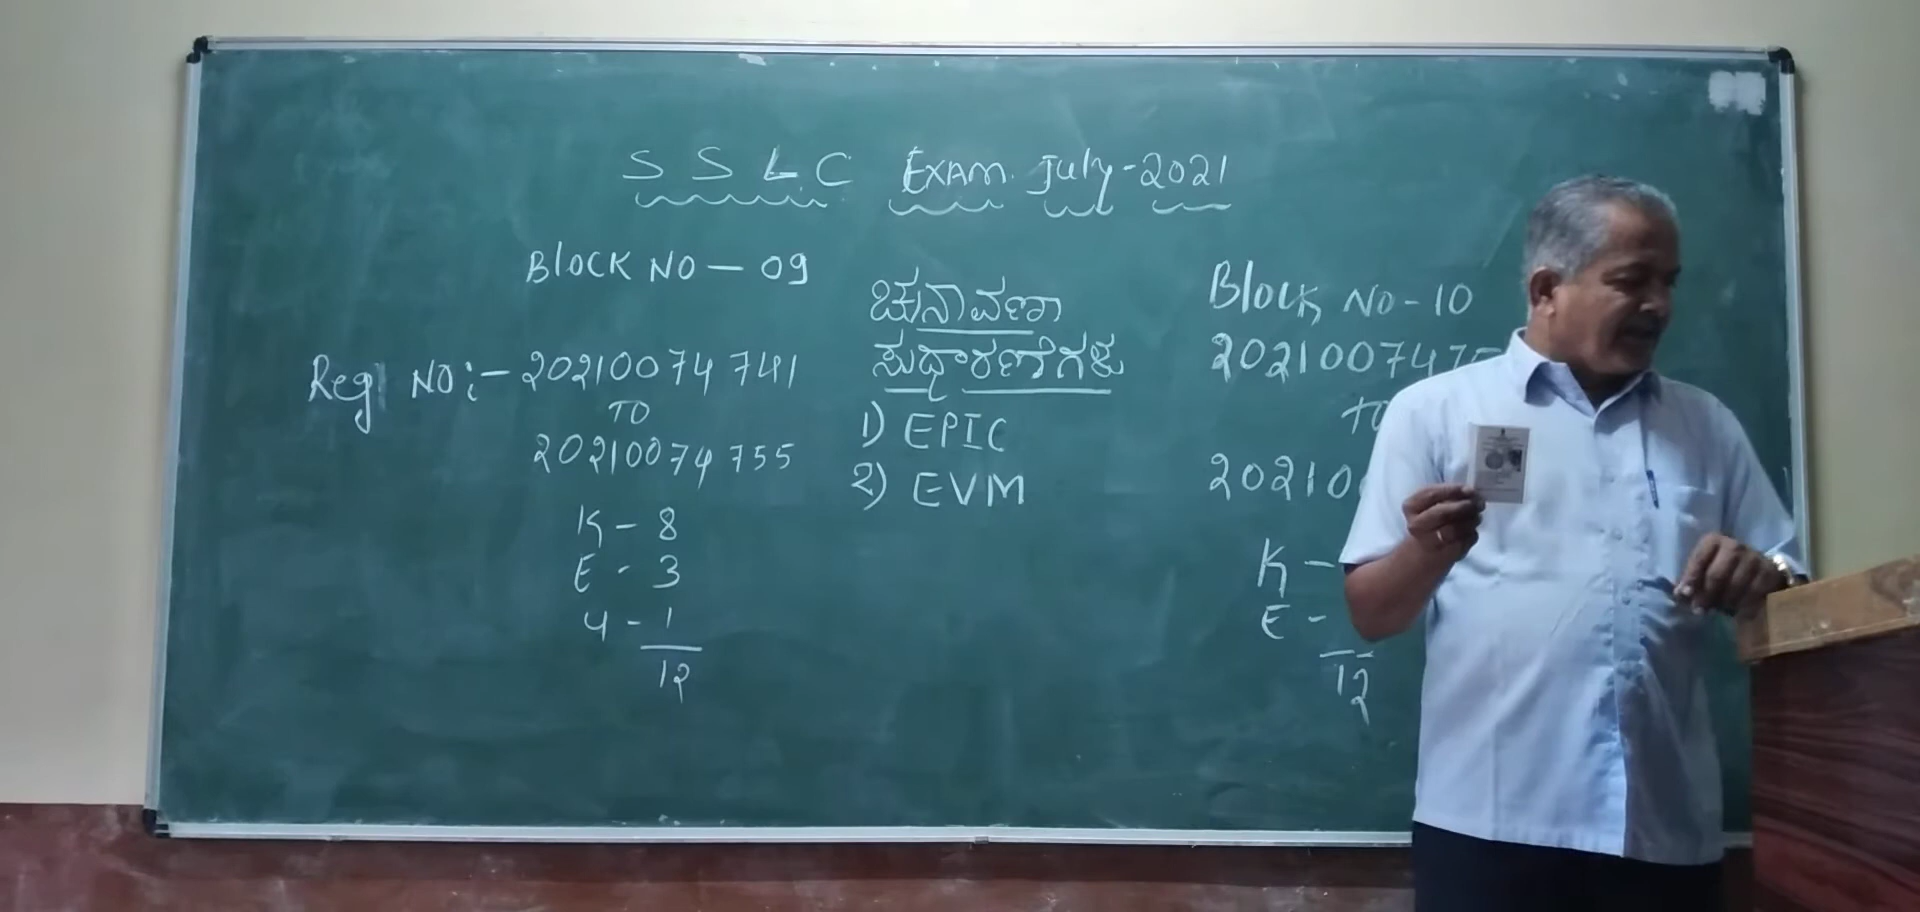 S S L C EXAM July-2021
BLOCK NO - 09
Reg NO:- 20210074741
TO
20210074755
K - 8
E - 3
4 - 1
12
ಚುನಾವಣಾ
ಸುಧಾರಣೆಗಳು
1) EPIC
2) EVM
Block NO - 10
TO
K -
E -
12